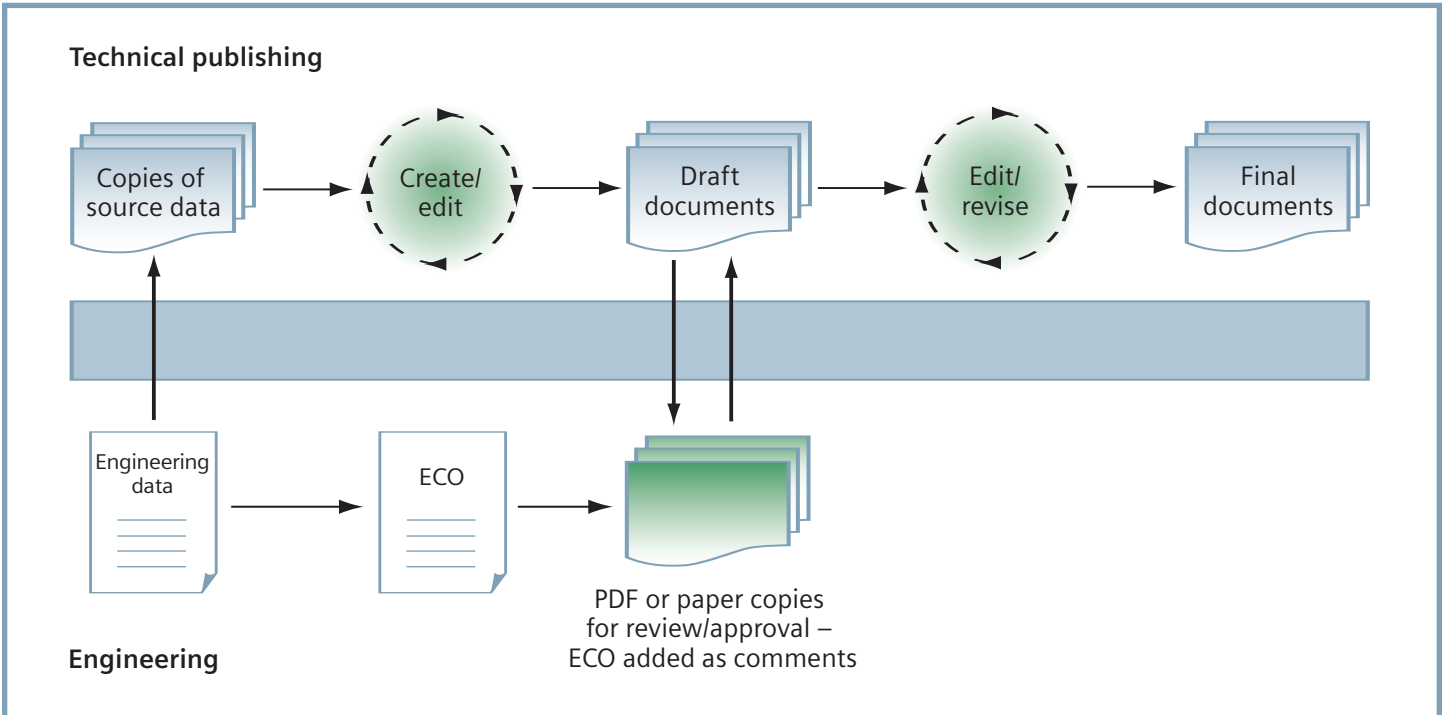 Technical publishing
Copies of
source data
Create/
edit
Draft
documents
Edit/
revise
Final
documents
Engineering
data
ECO
PDF or paper copies
for review/approval –
ECO added as comments
Engineering